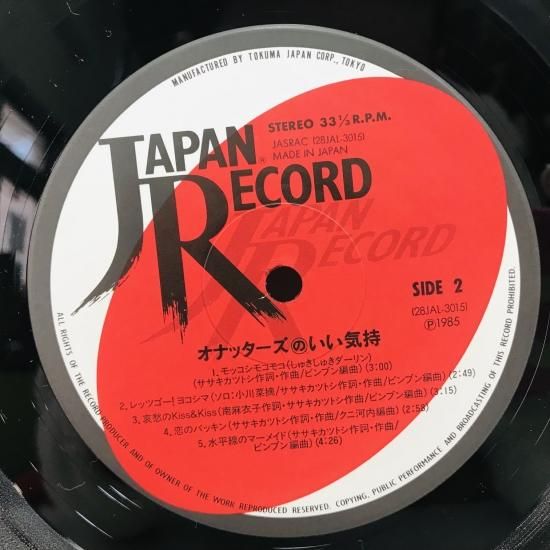 MANUFACTURED BY TOKUMA JAPAN CORP., TOKYO
STEREO 33 1/3 R.P.M.
JASRAC (28JAL-3015)
MADE IN JAPAN
JAPAN RECORD®
JAPAN RECORD
SIDE 2
(28JAL-3015)
Ⓟ1985
オナッターズ㋨いい気持
1. モッコシモコモコ(しゅきしゅきダーリン)
(ササキカツトシ作詞・作曲/ピンプン編曲) (3:00)
2. レッツゴー!ヨコシマ(ソロ:小川菜摘/ササキカツトシ作詞・作曲/ピンプン編曲) (2:49)
3. 哀愁のKiss&Kiss(南麻衣子作詞・ササキカツトシ作曲/ピンプン編曲) (3:15)
4. 恋のバッキン(ササキカツトシ作詞・作曲/クニ河内編曲) (2:58)
5. 水平線のマーメイド(ササキカツトシ作詞・作曲/
ピンプン編曲) (4:26)
ALL RIGHTS OF THE RECORD PRODUCER AND OF OWNER OF THE WORK REPRODUCED RESERVED. COPYING, PUBLIC PERFORMANCE AND BROADCASTING OF THIS RECORD PROHIBITED.